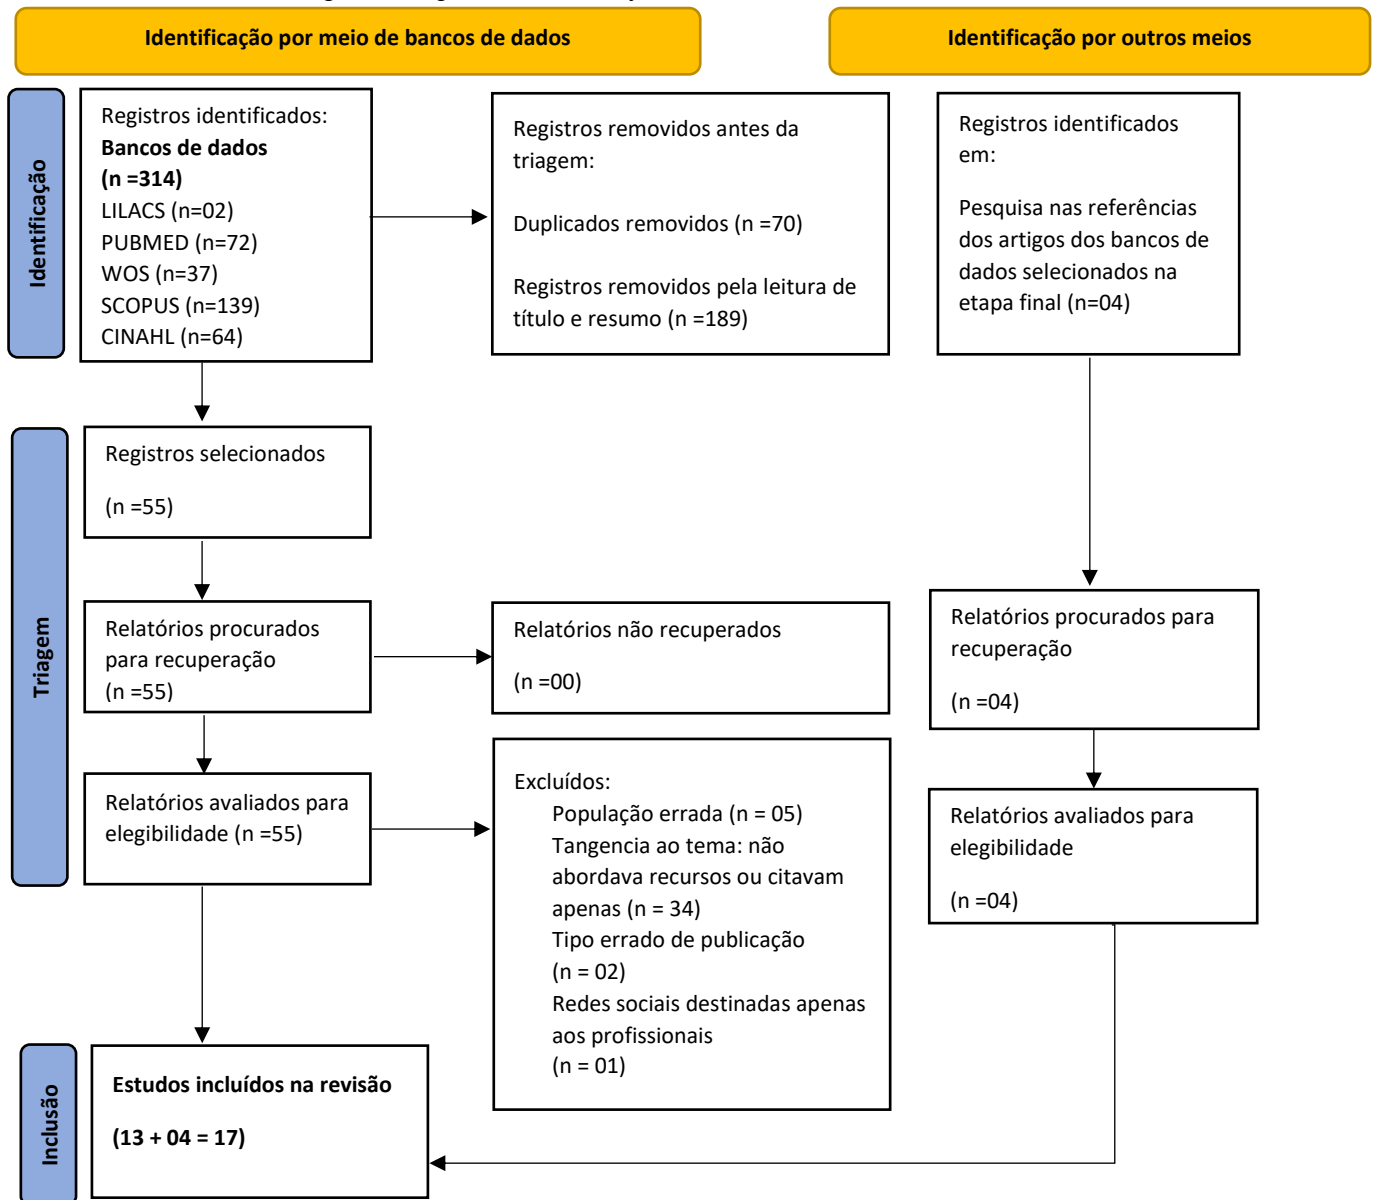 Identificação por meio de bancos de dados
Identificação por outros meios
Identificação
Registros identificados:
Bancos de dados
(n =314)
LILACS (n=02)
PUBMED (n=72)
WOS (n=37)
SCOPUS (n=139)
CINAHL (n=64)
Registros removidos antes da
triagem:
Duplicados removidos (n =70)
Registros removidos pela leitura de
título e resumo (n =189)
Registros identificados
em:
Pesquisa nas referências
dos artigos dos bancos de
dados selecionados na
etapa final (n=04)
Triagem
Registros selecionados
(n =55)
Relatórios procurados
para recuperação
(n =55)
Relatórios não recuperados
(n =00)
Relatórios procurados para
recuperação
(n =04)
Relatórios avaliados para
elegibilidade (n =55)
Excluídos:
População errada (n = 05)
Tangencia ao tema: não
abordava recursos ou citavam
apenas (n = 34)
Tipo errado de publicação
(n = 02)
Redes sociais destinadas apenas
aos profissionais
(n = 01)
Relatórios avaliados para
elegibilidade
(n =04)
Inclusão
Estudos incluídos na revisão
(13 + 04 = 17)